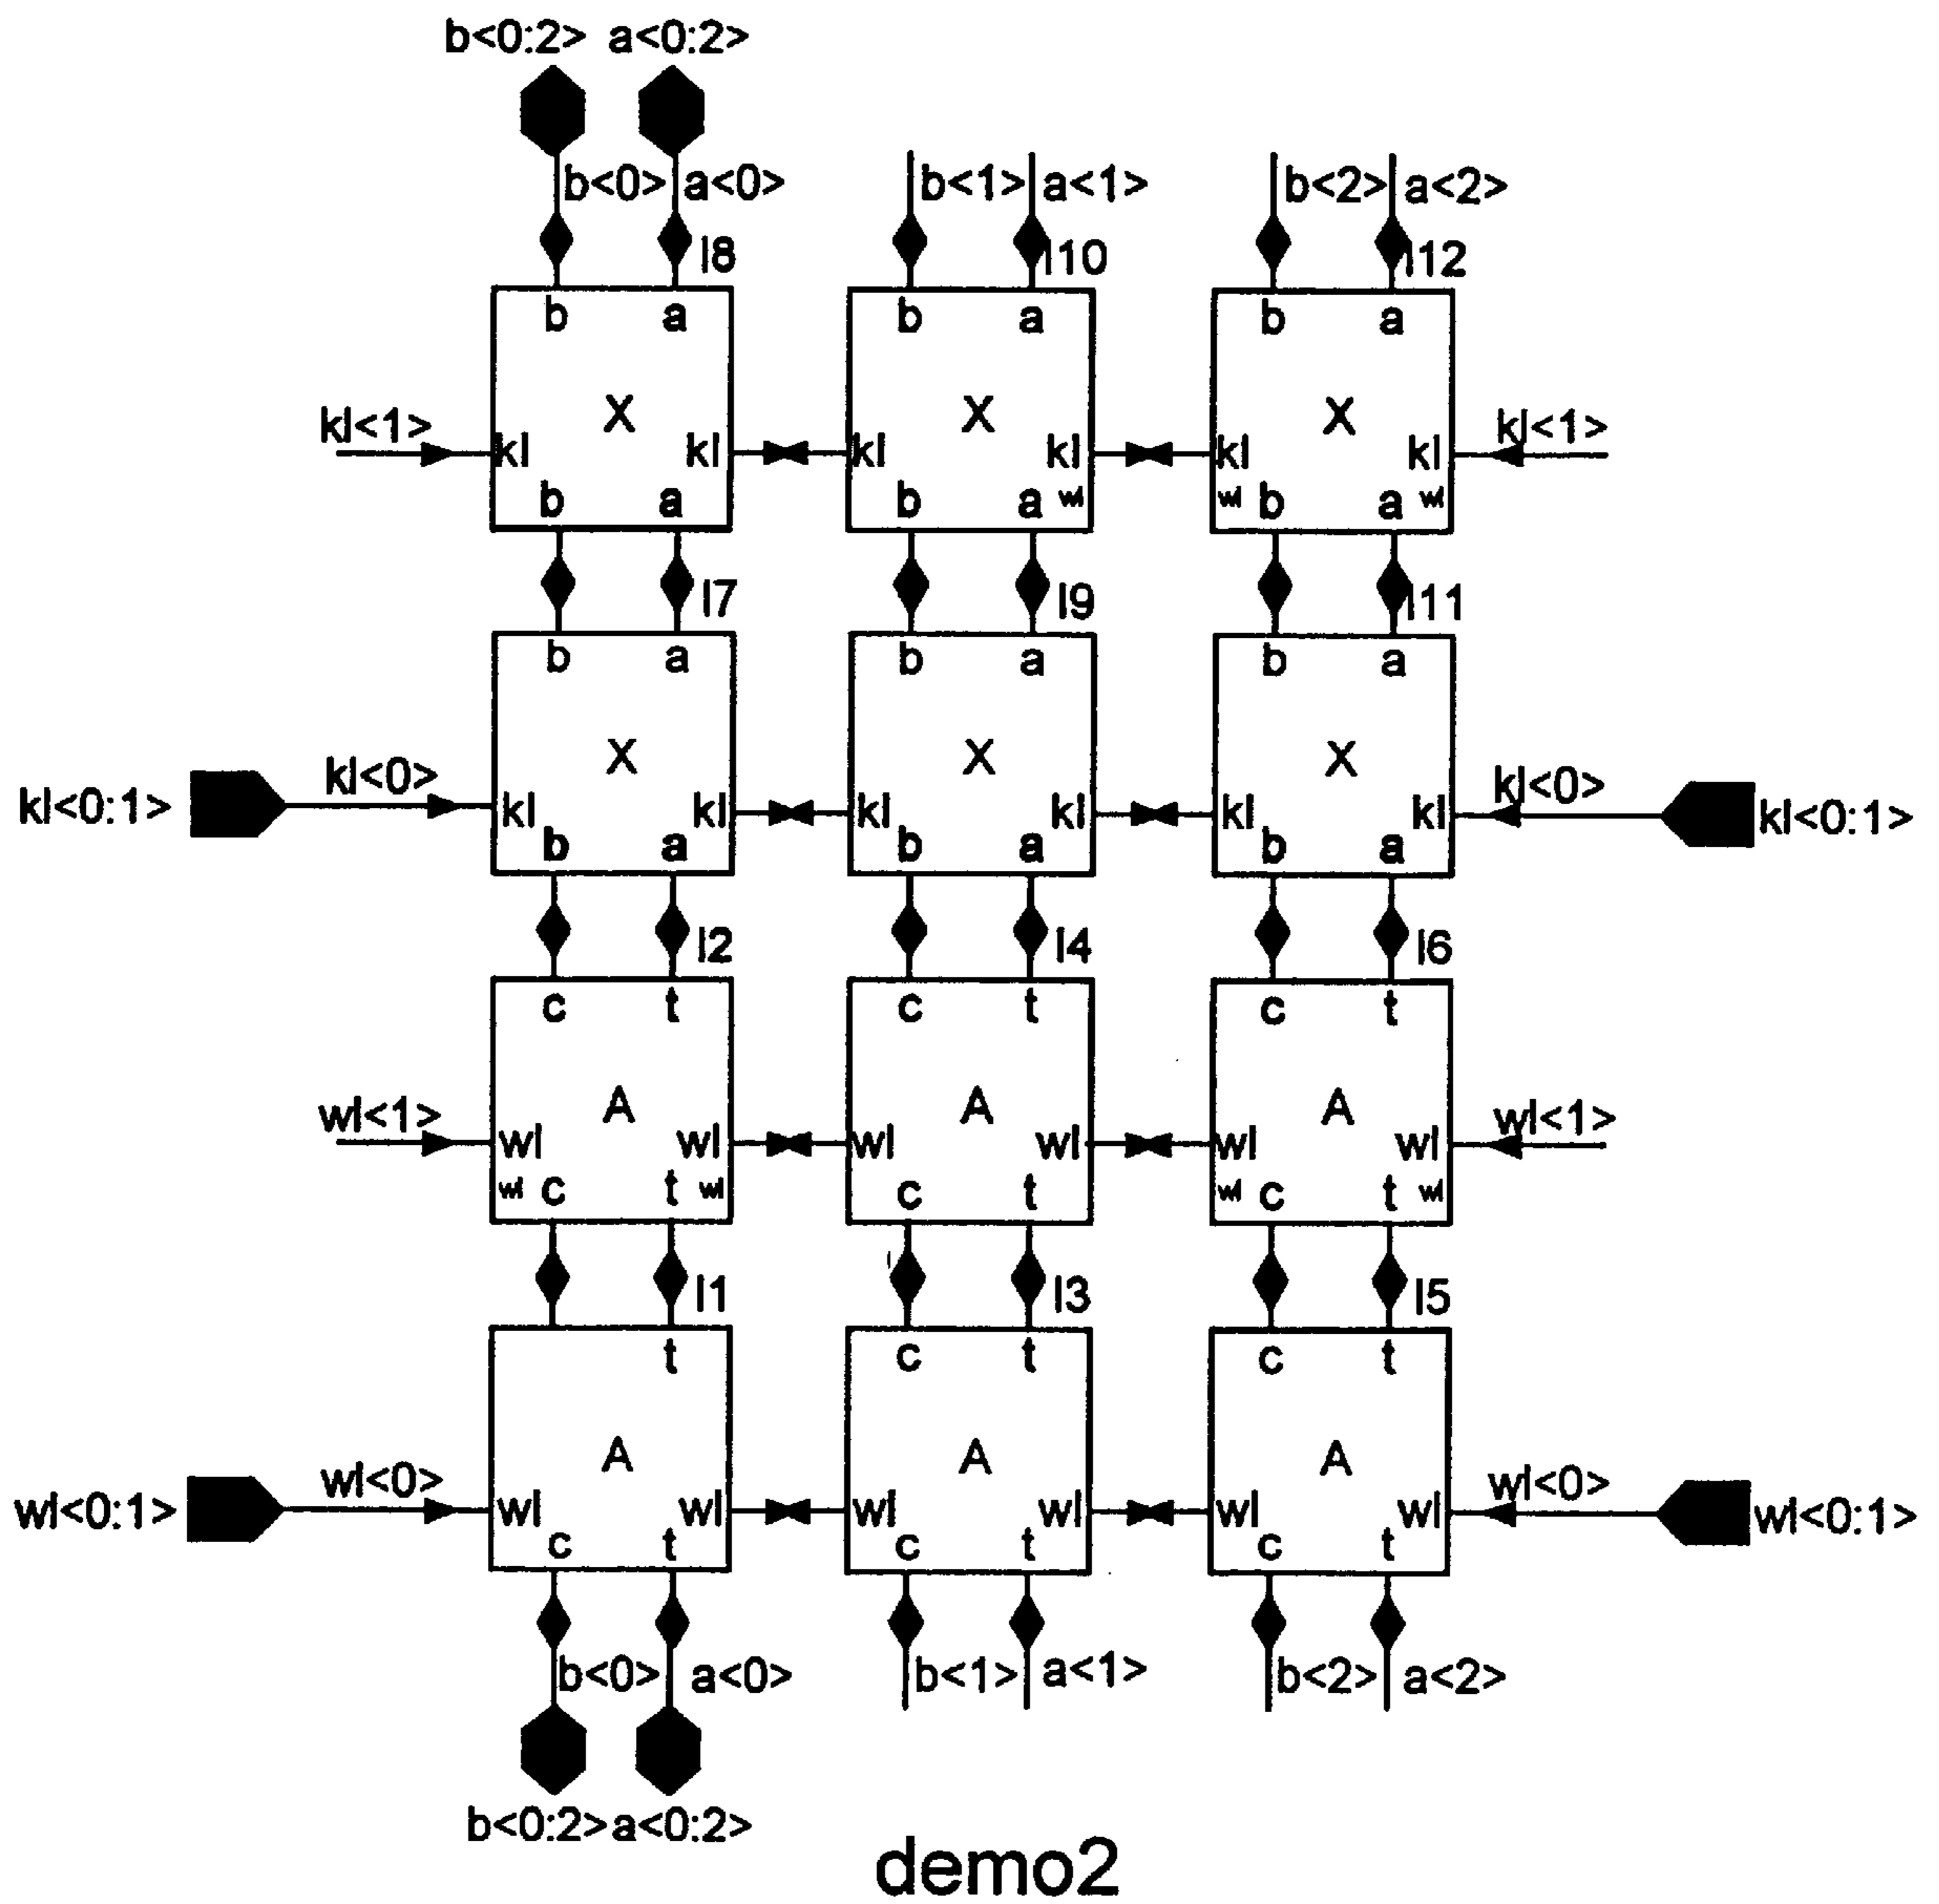 b<0:2> a<0:2>
b<0> a<0> b<1> a<1> b<2> a<2>
I8 I10 I12
b a b a b a
X X X
kl<1> kl kl kl kl kl kl kl<1>
b a b a wl wl b a wl
I7 I9 I11
b a b a b a
X X X
kl<0:1> kl<0> kl kl kl kl kl kl kl<0> kl<0:1>
b a b a b a
I2 I4 I6
c t c t c t
A A A
wl<1> wl wl wl wl wl wl wl<1>
wl c t wl c t wl c t wl
I1 I3 I5
t c t c t
A A A
wl<0:1> wl<0> wl wl wl wl wl wl wl<0> wl<0:1>
c t c t c t
b<0> a<0> b<1> a<1> b<2> a<2>
b<0:2> a<0:2>
demo2